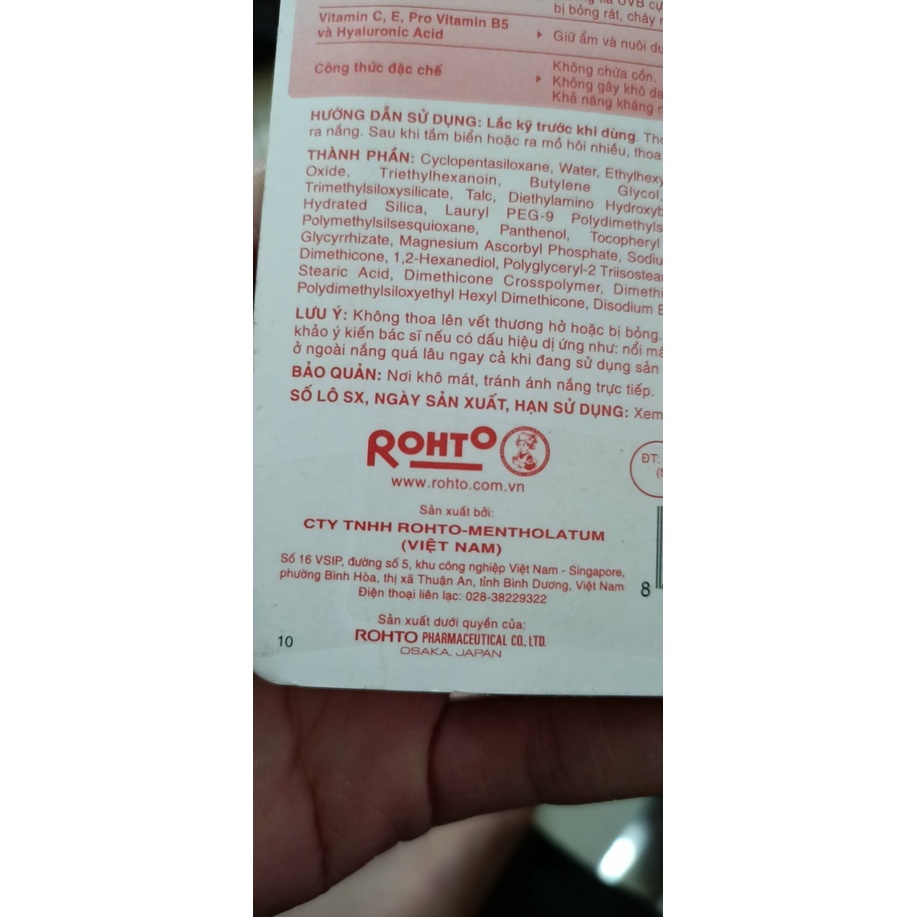 UVB
bị bỏng rát, cháy
Vitamin C, E, Pro Vitamin B5
và Hyaluronic Acid
Giữ ẩm và nuôi
Công thức đặc chế
Không chứa cồn.
Không gây khô
Khả năng kháng
HƯỚNG DẪN SỬ DỤNG: Lắc kỹ trước khi dùng.
ra nắng. Sau khi tắm biển hoặc ra mồ hôi nhiều, thoa
THÀNH PHẦN: Cyclopentasiloxane, Water,
Oxide, Triethylhexanoin, Butylene Glycol,
Trimethylsiloxysilicate, Talc, Diethylamino
Hydrated Silica, Lauryl PEG-9
Polymethylsilsesquioxane, Panthenol, Tocopheryl
Glycyrrhizate, Magnesium Ascorbyl Phosphate,
Dimethicone, 1,2-Hexanediol, Polyglyceryl-2
Stearic Acid, Dimethicone Crosspolymer,
Polydimethylsiloxyethyl Hexyl Dimethicone, Disodium
LƯU Ý: Không thoa lên vết thương hở hoặc bị bỏng.
khảo ý kiến bác sĩ nếu có dấu hiệu dị ứng như: nổi
ở ngoài nắng quá lâu ngay cả khi đang sử dụng sản
BẢO QUẢN: Nơi khô mát, tránh ánh nắng trực tiếp.
SỐ LÔ SX, NGÀY SẢN XUẤT, HẠN SỬ DỤNG: Xem
ROHTO
www.rohto.com.vn
ĐT:
Sản xuất bởi:
CTY TNHH ROHTO-MENTHOLATUM
(VIỆT NAM)
Số 16 VSIP, đường số 5, khu công nghiệp Việt Nam - Singapore,
phường Bình Hòa, thị xã Thuận An, tỉnh Bình Dương, Việt Nam
Điện thoại liên lạc: 028-38229322
8
Sản xuất dưới quyền của:
ROHTO PHARMACEUTICAL CO., LTD.
OSAKA, JAPAN
10